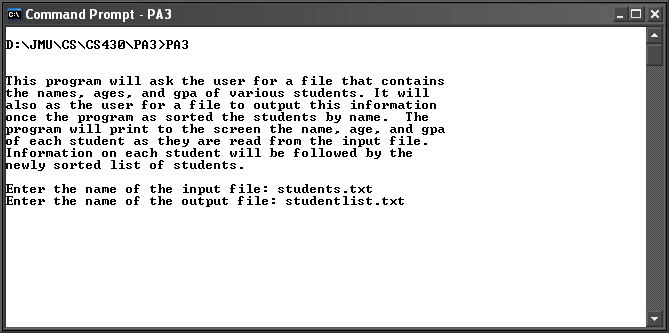 Command Prompt - PA3
D:\JMU\CS\CS430\PA3>PA3
This program will ask the user for a file that contains
the names, ages, and gpa of various students. It will
also as the user for a file to output this information
once the program as sorted the students by name.  The
program will print to the screen the name, age, and gpa
of each student as they are read from the input file.
Information on each student will be followed by the
newly sorted list of students.
Enter the name of the input file: students.txt
Enter the name of the output file: studentlist.txt